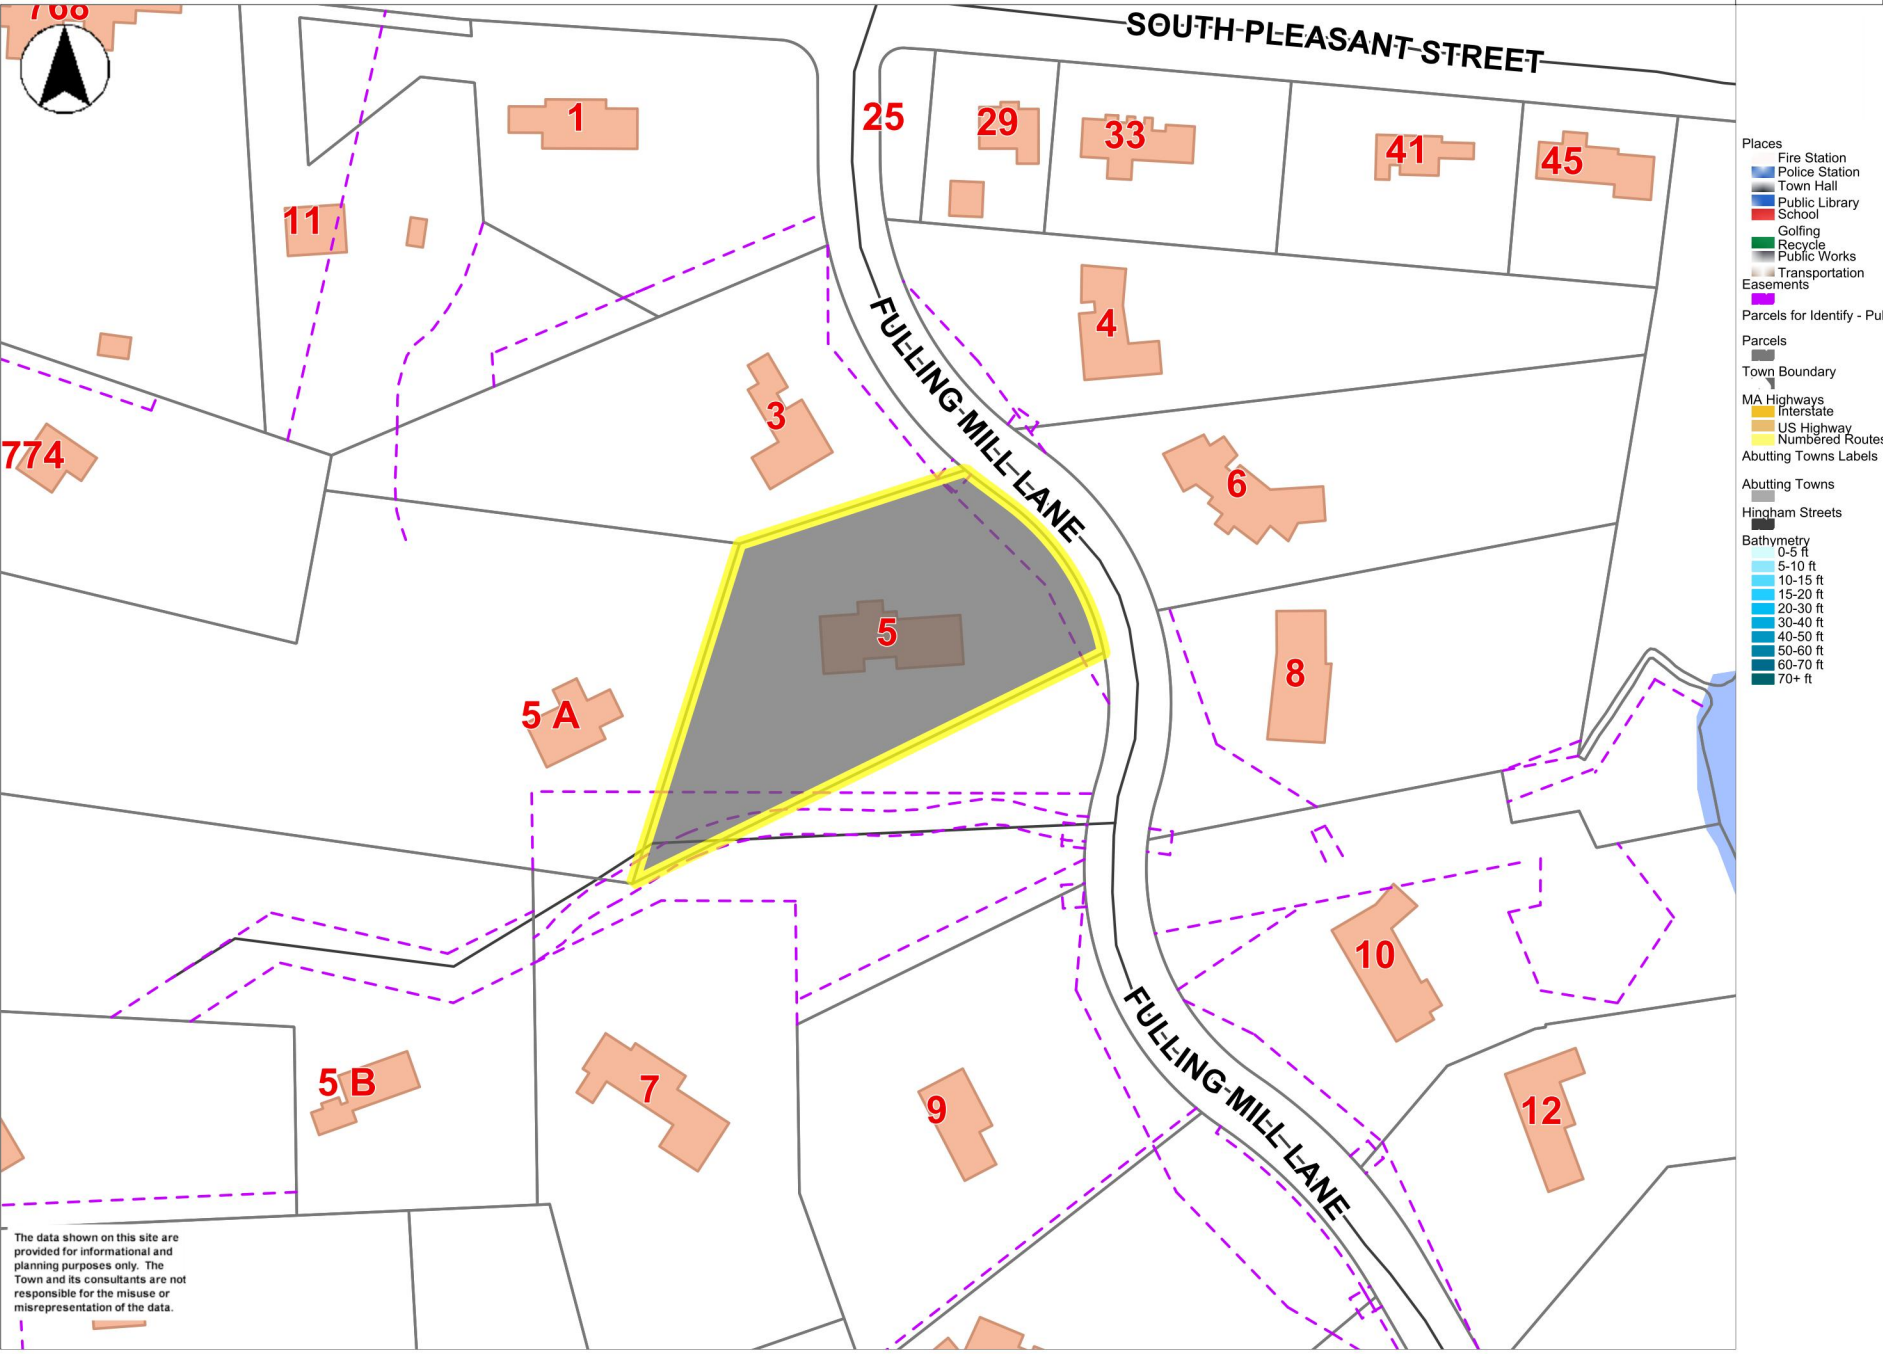 768
SOUTH PLEASANT STREET
1
25
29
33
41
45
11
4
FULLING MILL LANE
3
774
6
5
8
5 A
10
FULLING MILL LANE
5 B
7
9
12
The data shown on this site are
provided for informational and
planning purposes only. The
Town and its consultants are not
responsible for the misuse or
misrepresentation of the data.
Places
Fire Station
Police Station
Town Hall
Public Library
School
Golfing
Recycle
Public Works
Transportation
Easements
Parcels for Identify - Pul
Parcels
Town Boundary
MA Highways
Interstate
US Highway
Numbered Routes
Abutting Towns Labels
Abutting Towns
Hingham Streets
Bathymetry
0-5 ft
5-10 ft
10-15 ft
15-20 ft
20-30 ft
30-40 ft
40-50 ft
50-60 ft
60-70 ft
70+ ft